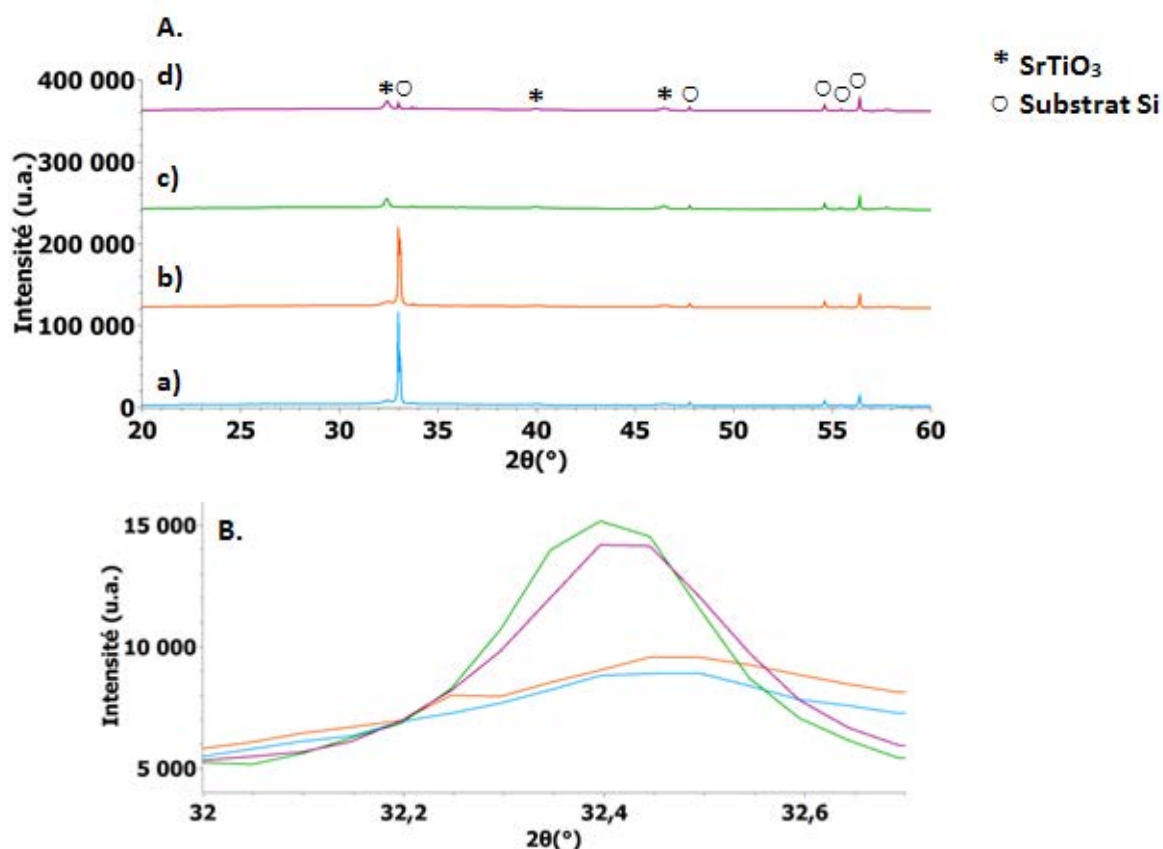 A.
* SrTiO₃
○ Substrat Si
400 000
300 000
200 000
100 000
0
Intensité (u.a.)
d)
* ○ * * ○ ○ ○ ○
c)
b)
a)
20 25 30 35 40 45 50 55 60
2θ(°)
B.
15 000
10 000
5 000
Intensité (u.a.)
32 32,2 32,4 32,6
2θ(°)